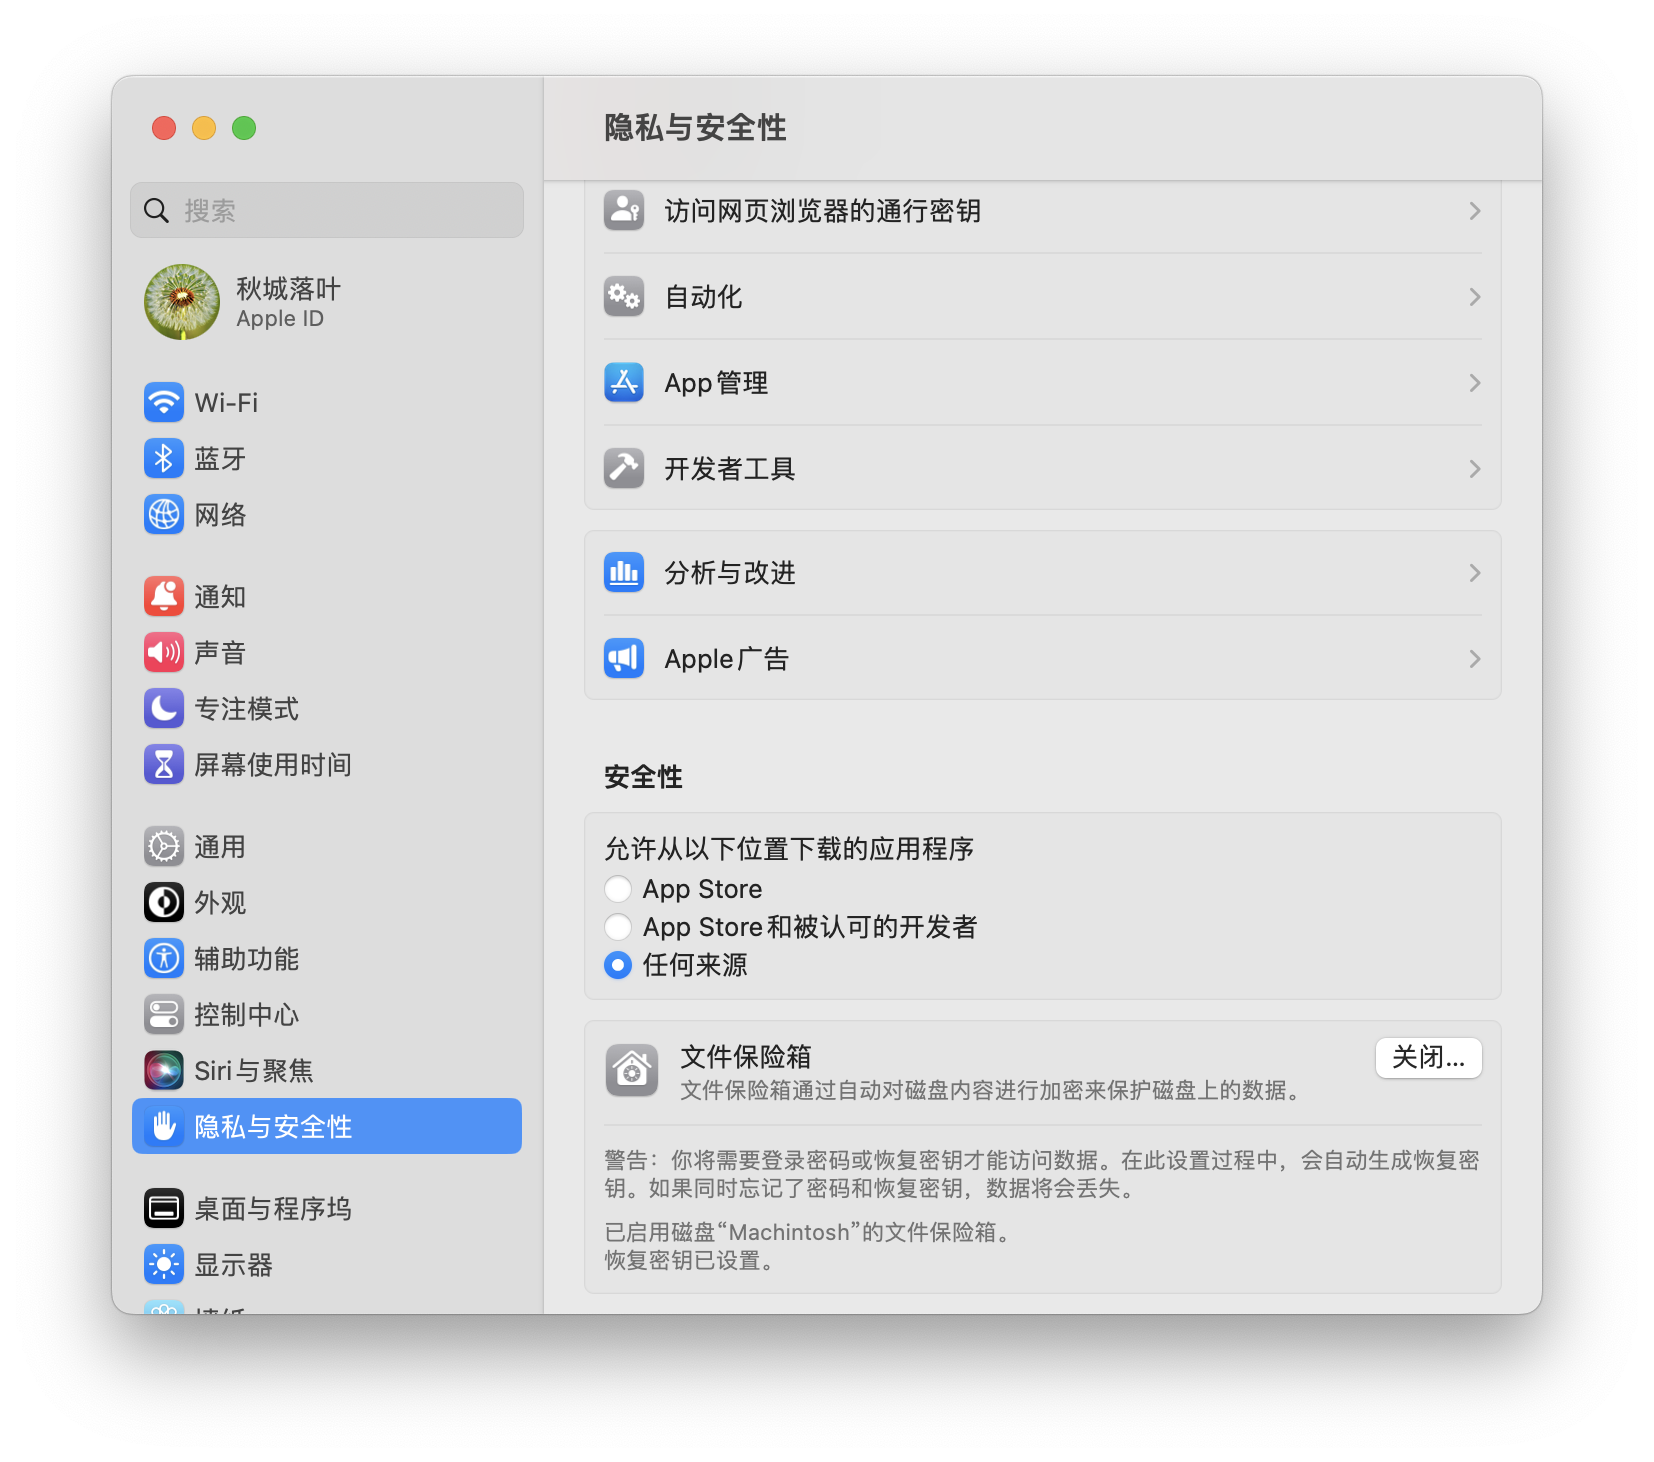 搜索
秋城落叶
Apple ID
Wi-Fi
蓝牙
网络
通知
声音
专注模式
屏幕使用时间
通用
外观
辅助功能
控制中心
Siri与聚焦
隐私与安全性
桌面与程序坞
显示器
隐私与安全性
访问网页浏览器的通行密钥
自动化
App管理
开发者工具
分析与改进
Apple广告
安全性
允许从以下位置下载的应用程序
App Store
App Store和被认可的开发者
任何来源
文件保险箱
关闭...
文件保险箱通过自动对磁盘内容进行加密来保护磁盘上的数据。
警告：你将需要登录密码或恢复密钥才能访问数据。在此设置过程中，会自动生成恢复密
钥。如果同时忘记了密码和恢复密钥，数据将会丢失。
已启用磁盘“Machintosh”的文件保险箱。
恢复密钥已设置。